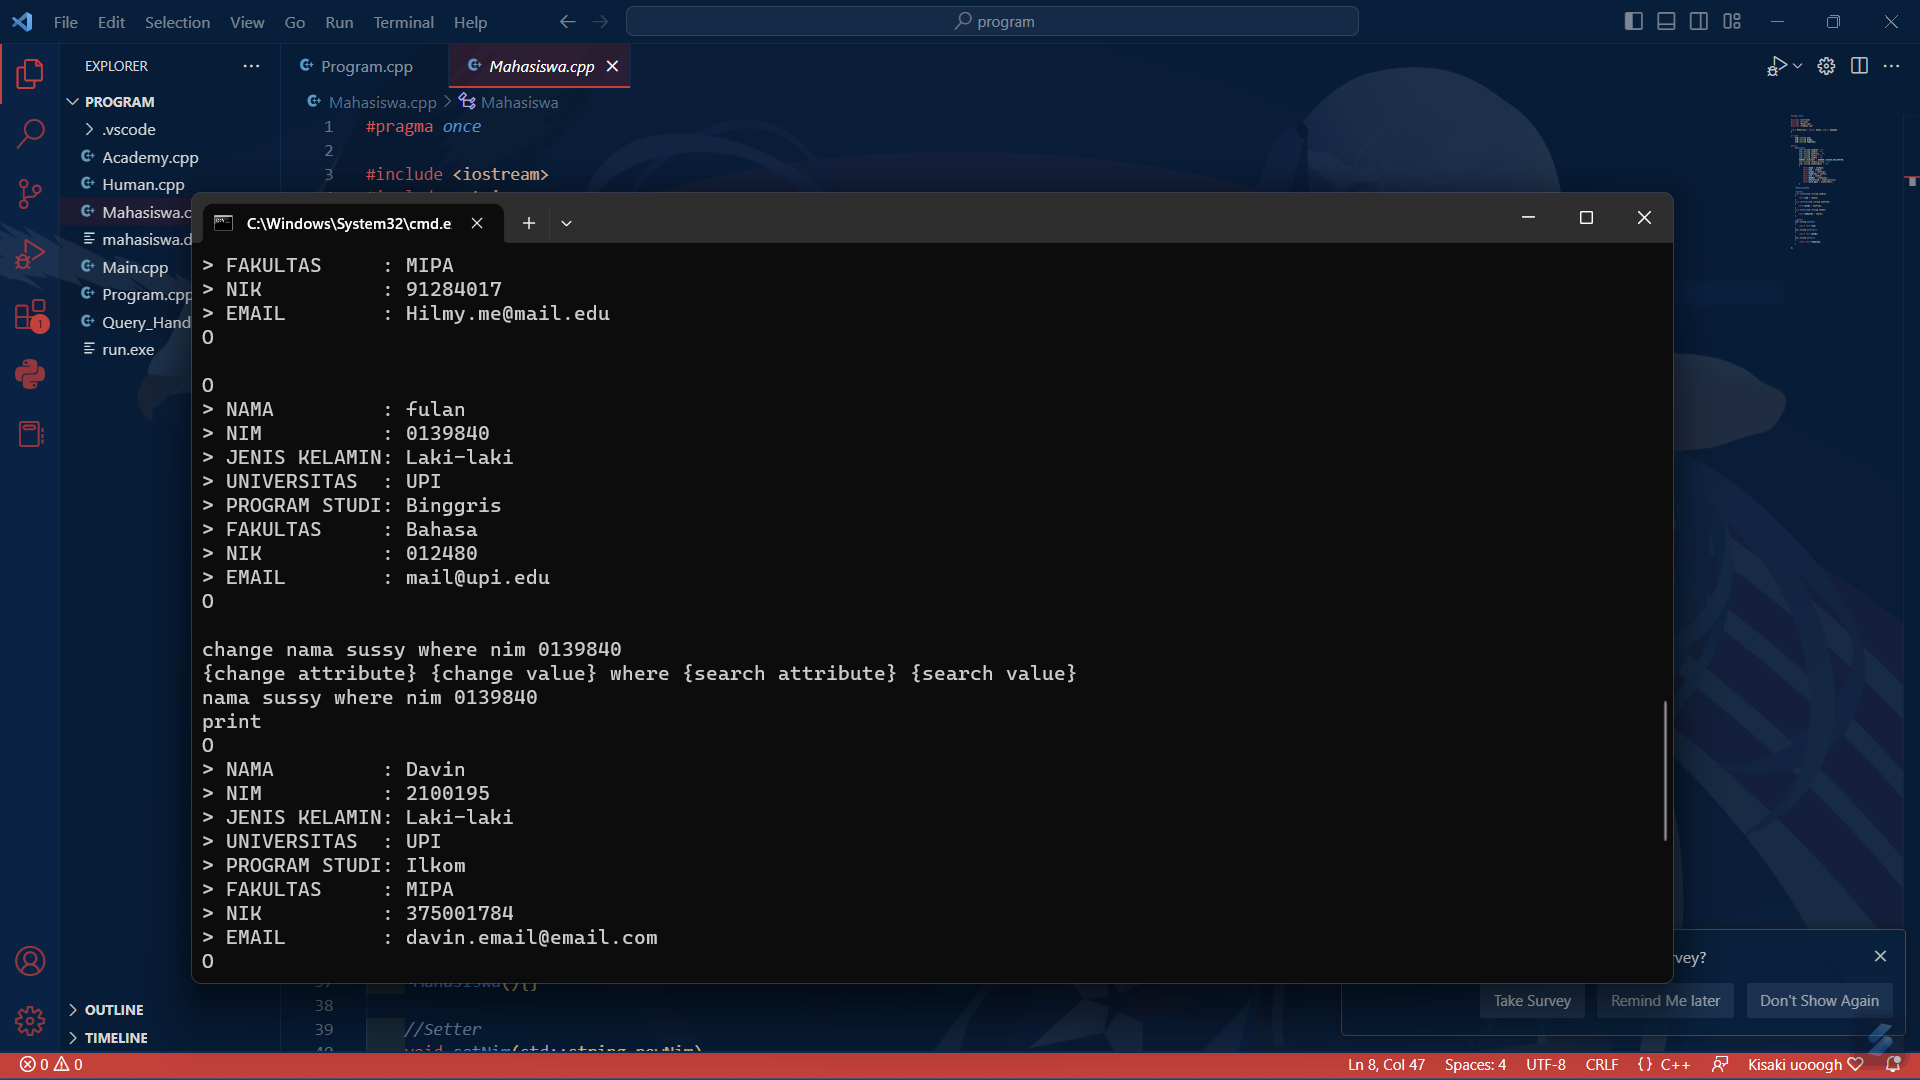 File Edit Selection View Go Run Terminal Help
program
EXPLORER
Program.cpp
Mahasiswa.cpp
PROGRAM
Mahasiswa.cpp > Mahasiswa
.vscode
Academy.cpp
Human.cpp
Mahasiswa.c
mahasiswa.d
Main.cpp
Program.cpp
Query_Hand
run.exe
1
1 #pragma once
2
3 #include <iostream>
C:\Windows\System32\cmd.e
> FAKULTAS : MIPA
> NIK : 91284017
> EMAIL : Hilmy.me@mail.edu
O
O
> NAMA : fulan
> NIM : 0139840
> JENIS KELAMIN: Laki-laki
> UNIVERSITAS : UPI
> PROGRAM STUDI: Binggris
> FAKULTAS : Bahasa
> NIK : 012480
> EMAIL : mail@upi.edu
O
change nama sussy where nim 0139840
{change attribute} {change value} where {search attribute} {search value}
nama sussy where nim 0139840
print
O
> NAMA : Davin
> NIM : 2100195
> JENIS KELAMIN: Laki-laki
> UNIVERSITAS : UPI
> PROGRAM STUDI: Ilkom
> FAKULTAS : MIPA
> NIK : 375001784
> EMAIL : davin.email@email.com
O
38
39 //Setter
void setNim(std::string newNim)
vey?
Take Survey
Remind Me later
Don't Show Again
OUTLINE
TIMELINE
0 0
Ln 8, Col 47 Spaces: 4 UTF-8 CRLF {} C++ Kisaki uooogh